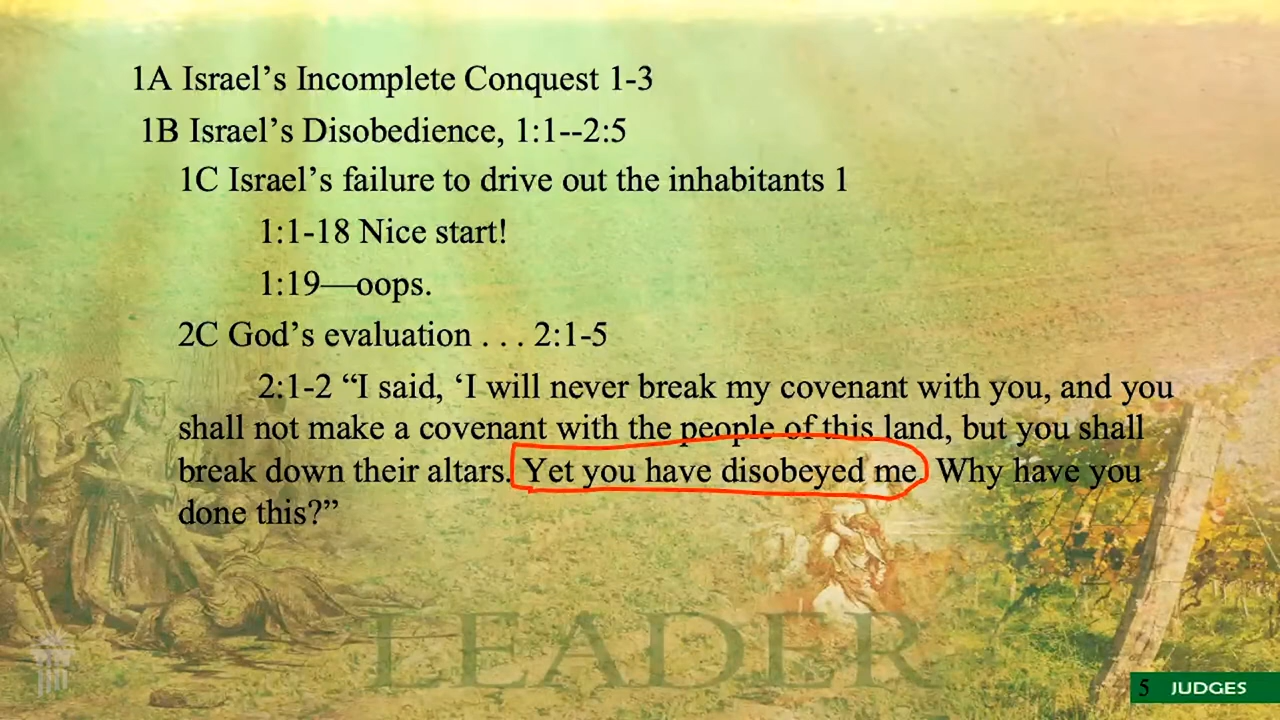 1A Israel’s Incomplete Conquest 1-3
1B Israel’s Disobedience, 1:1--2:5
1C Israel’s failure to drive out the inhabitants 1
1:1-18 Nice start!
1:19—oops.
2C God’s evaluation . . . 2:1-5
2:1-2 “I said, ‘I will never break my covenant with you, and you
shall not make a covenant with the people of this land, but you shall
break down their altars. Yet you have disobeyed me. Why have you
done this?”
LEADER
5 JUDGES